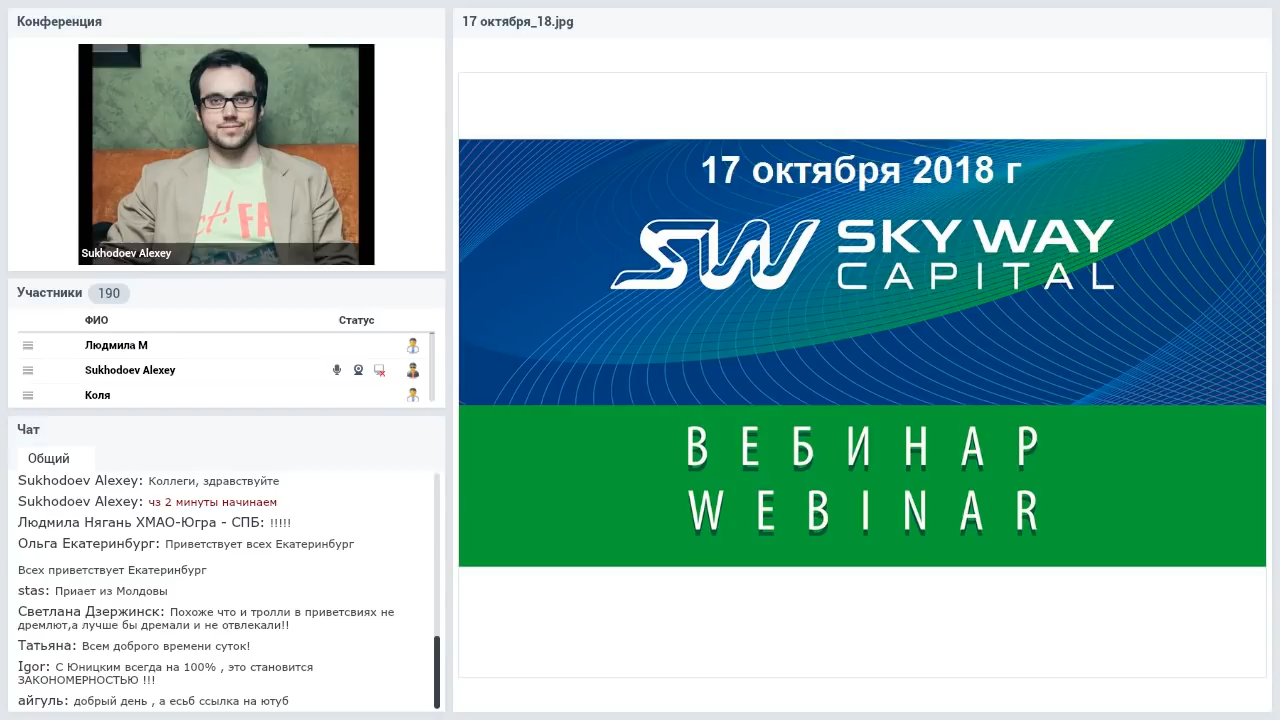 Конференция
Sukhodoev Alexey
Участники 190
ФИО Статус
Людмила М
Sukhodoev Alexey
Коля
Чат
Общий
Sukhodoev Alexey: Коллеги, здравствуйте
Sukhodoev Alexey: чз 2 минуты начинаем
Людмила Нягань ХМАО-Югра - СПБ: !!!!!
Ольга Екатеринбург: Приветствует всех Екатеринбург
Всех приветствует Екатеринбург
stas: Приает из Молдовы
Светлана Дзержинск: Похоже что и тролли в приветсвиях не
дремлют,а лучше бы дремали и не отвлекали!!
Татьяна: Всем доброго времени суток!
Igor: С Юницким всегда на 100% , это становится
ЗАКОНОМЕРНОСТЬЮ !!!
айгуль: добрый день , а есьб ссылка на ютуб
17 октября_18.jpg
17 октября 2018 г
SW SKY WAY
CAPITAL
ВЕБИНАР
WEBINAR